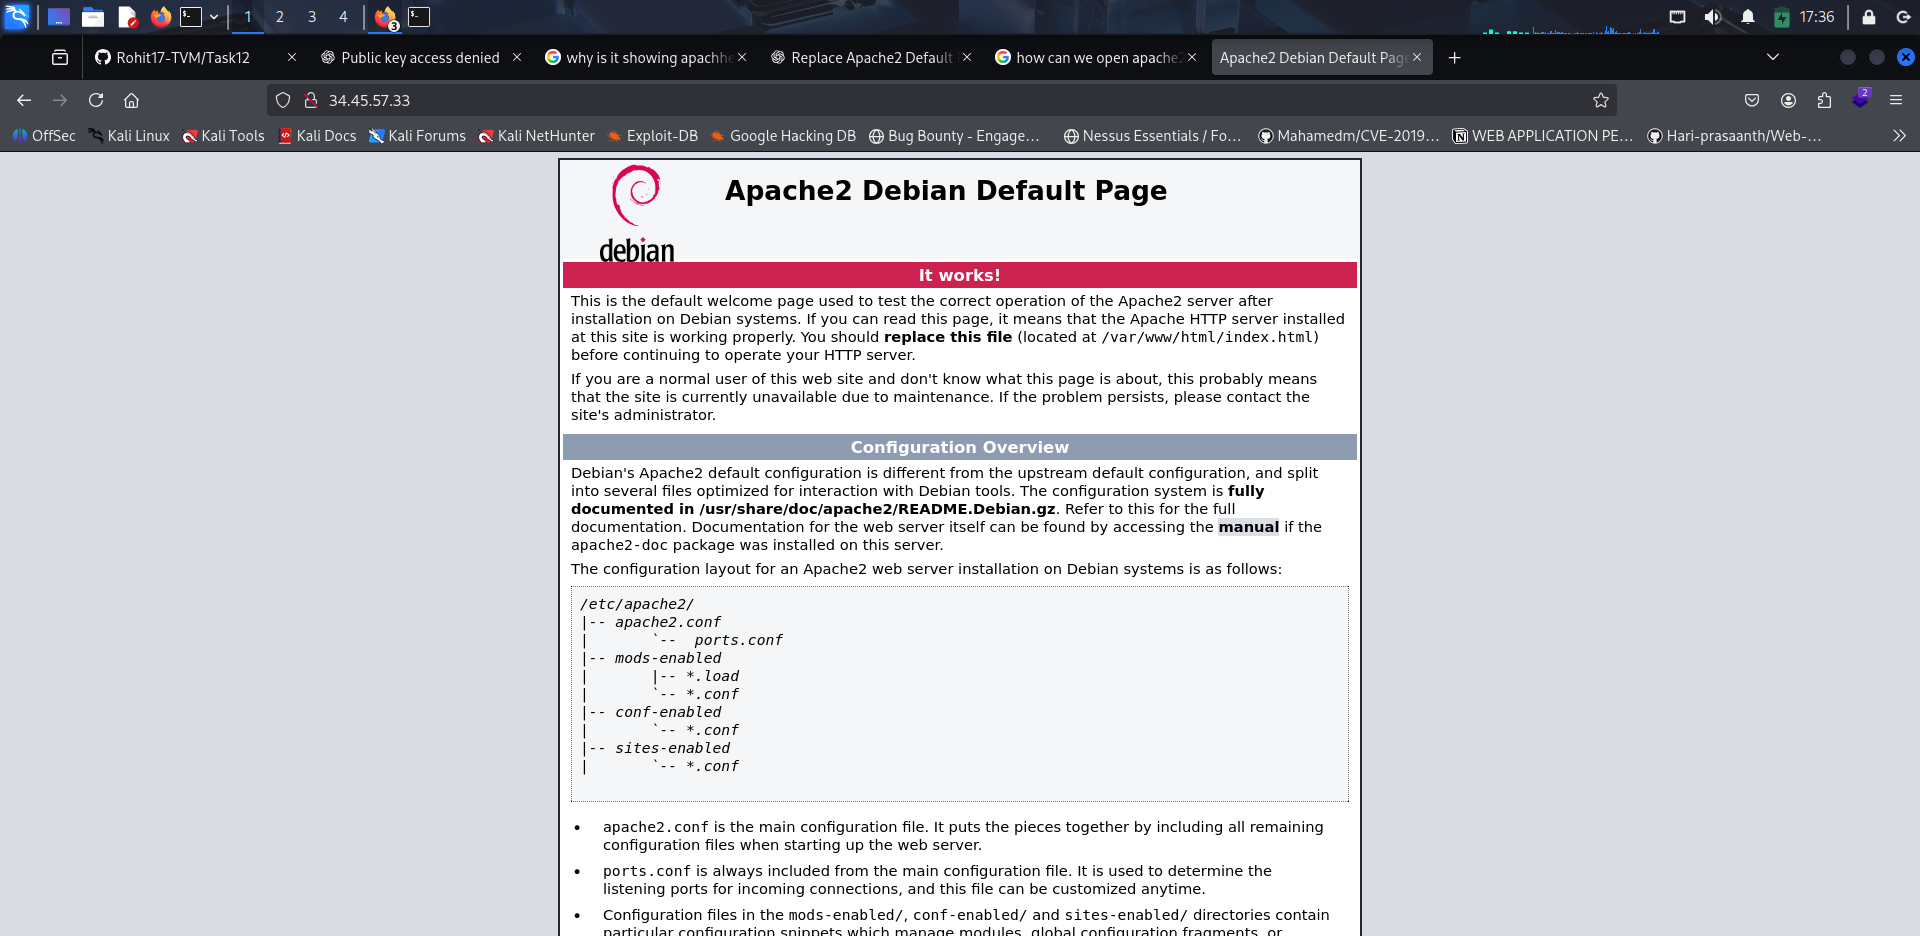 1 2 3 4 3 17:36
Rohit17-TVM/Task12 Public key access denied why is it showing apachhe Replace Apache2 Default how can we open apache2 Apache2 Debian Default Page
34.45.57.33 2
OffSec Kali Linux Kali Tools Kali Docs Kali Forums Kali NetHunter Exploit-DB Google Hacking DB Bug Bounty - Engage… Nessus Essentials / Fo… Mahamedm/CVE-2019… WEB APPLICATION PE… Hari-prasaanth/Web-…
debian
Apache2 Debian Default Page
It works!
This is the default welcome page used to test the correct operation of the Apache2 server after
installation on Debian systems. If you can read this page, it means that the Apache HTTP server installed
at this site is working properly. You should replace this file (located at /var/www/html/index.html)
before continuing to operate your HTTP server.
If you are a normal user of this web site and don't know what this page is about, this probably means
that the site is currently unavailable due to maintenance. If the problem persists, please contact the
site's administrator.
Configuration Overview
Debian's Apache2 default configuration is different from the upstream default configuration, and split
into several files optimized for interaction with Debian tools. The configuration system is fully
documented in /usr/share/doc/apache2/README.Debian.gz. Refer to this for the full
documentation. Documentation for the web server itself can be found by accessing the manual if the
apache2-doc package was installed on this server.
The configuration layout for an Apache2 web server installation on Debian systems is as follows:
/etc/apache2/
|-- apache2.conf
|       `--  ports.conf
|-- mods-enabled
|       |-- *.load
|       `-- *.conf
|-- conf-enabled
|       `-- *.conf
|-- sites-enabled
|       `-- *.conf
• apache2.conf is the main configuration file. It puts the pieces together by including all remaining
configuration files when starting up the web server.
• ports.conf is always included from the main configuration file. It is used to determine the
listening ports for incoming connections, and this file can be customized anytime.
• Configuration files in the mods-enabled/, conf-enabled/ and sites-enabled/ directories contain
particular configuration snippets which manage modules, global configuration fragments, or